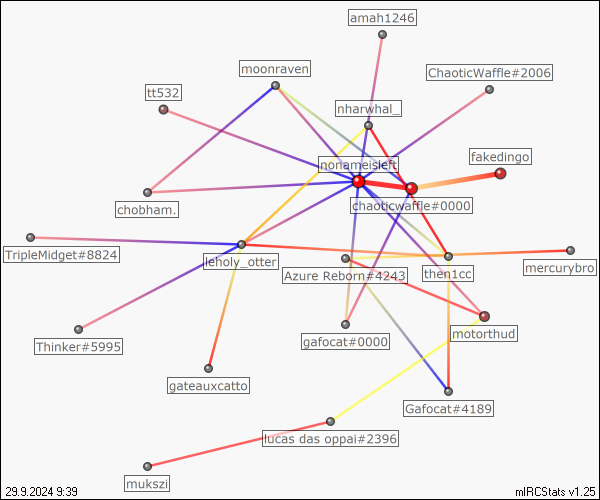 amah1246
moonraven
ChaoticWaffle#2006
tt532
nharwhal_
fakedingo
nonameisleft
chaoticwaffle#0000
chobham.
TripleMidget#8824
leholy_otter
Azure Reborn#4243
then1cc
mercurybro
Thinker#5995
gafocat#0000
motorthud
gateauxcatto
Gafocat#4189
lucas das oppai#2396
mukszi
29.9.2024 9:39
mIRCStats v1.25